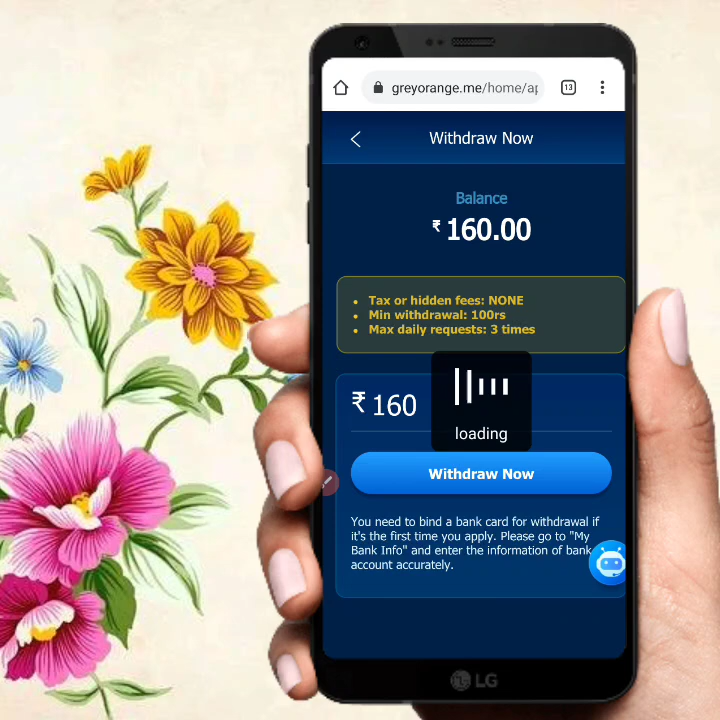 greyorange.me/home/ap
13
Withdraw Now
Balance
₹ 160.00
• Tax or hidden fees: NONE
• Min withdrawal: 100rs
• Max daily requests: 3 times
₹ 160
loading
Withdraw Now
You need to bind a bank card for withdrawal if
it's the first time you apply. Please go to "My
Bank Info" and enter the information of bank
account accurately.
LG